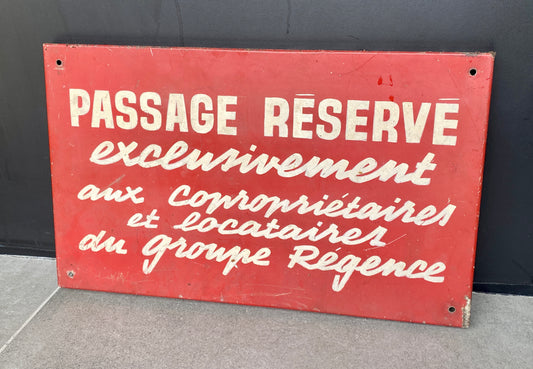 PASSAGE RÉSERVÉ
exclusivement
aux copropriétaires
et locataires
du groupe Régence